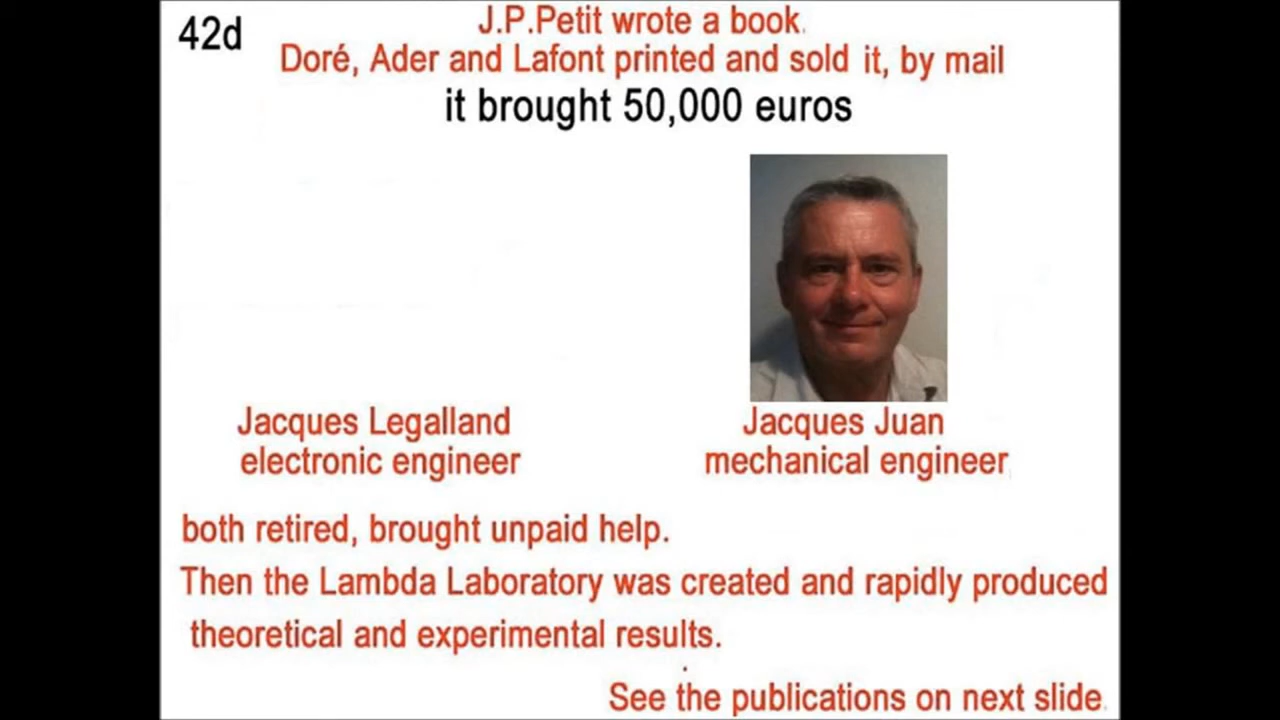 42d
J.P.Petit wrote a book.
Doré, Ader and Lafont printed and sold it, by mail
it brought 50,000 euros
Jacques Legalland
electronic engineer
Jacques Juan
mechanical engineer
both retired, brought unpaid help.
Then the Lambda Laboratory was created and rapidly produced
theoretical and experimental results.
See the publications on next slide.